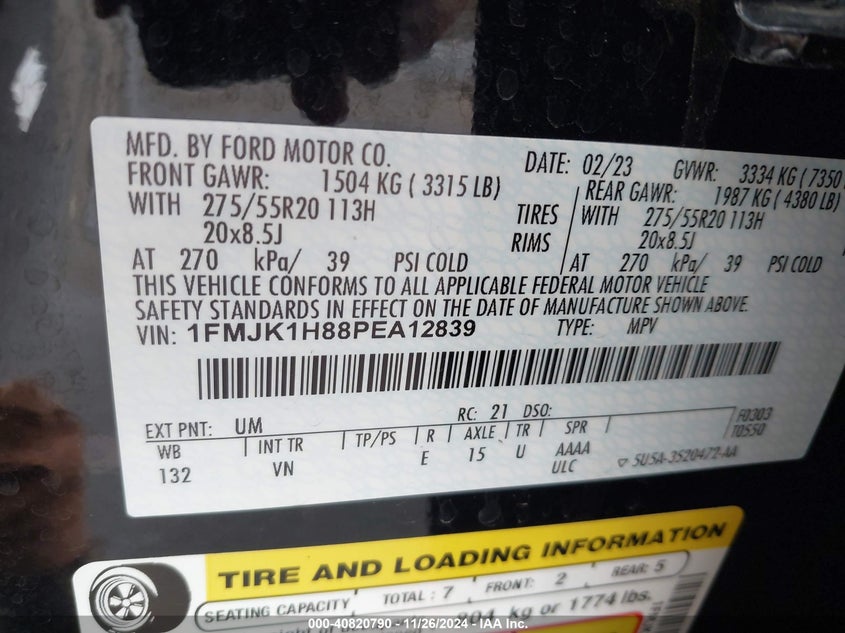 MFD. BY FORD MOTOR CO. DATE: 02/23 GVWR: 3334 KG ( 7350
FRONT GAWR: 1504 KG ( 3315 LB) REAR GAWR: 1987 KG ( 4380 LB)
WITH 275/55R20 113H TIRES WITH 275/55R20 113H
20x8.5J RIMS 20x8.5J
AT 270 kPa/ 39 PSI COLD AT 270 kPa/ 39 PSI COLD
THIS VEHICLE CONFORMS TO ALL APPLICABLE FEDERAL MOTOR VEHICLE
SAFETY STANDARDS IN EFFECT ON THE DATE OF MANUFACTURE SHOWN ABOVE.
VIN: 1FMJK1H88PEA12839 TYPE: MPV
EXT PNT: UM RC: 21 DSO: F0303
WB INT TR TP/PS R AXLE TR SPR T0550
132 VN E 15 U AAAA
ULC 5U5A-3520472-AA
TIRE AND LOADING INFORMATION
SEATING CAPACITY TOTAL : 7 FRONT: 2 REAR: 5
804 kg or 1774 lbs.
000-40820790 - 11/26/2024 - IAA Inc.